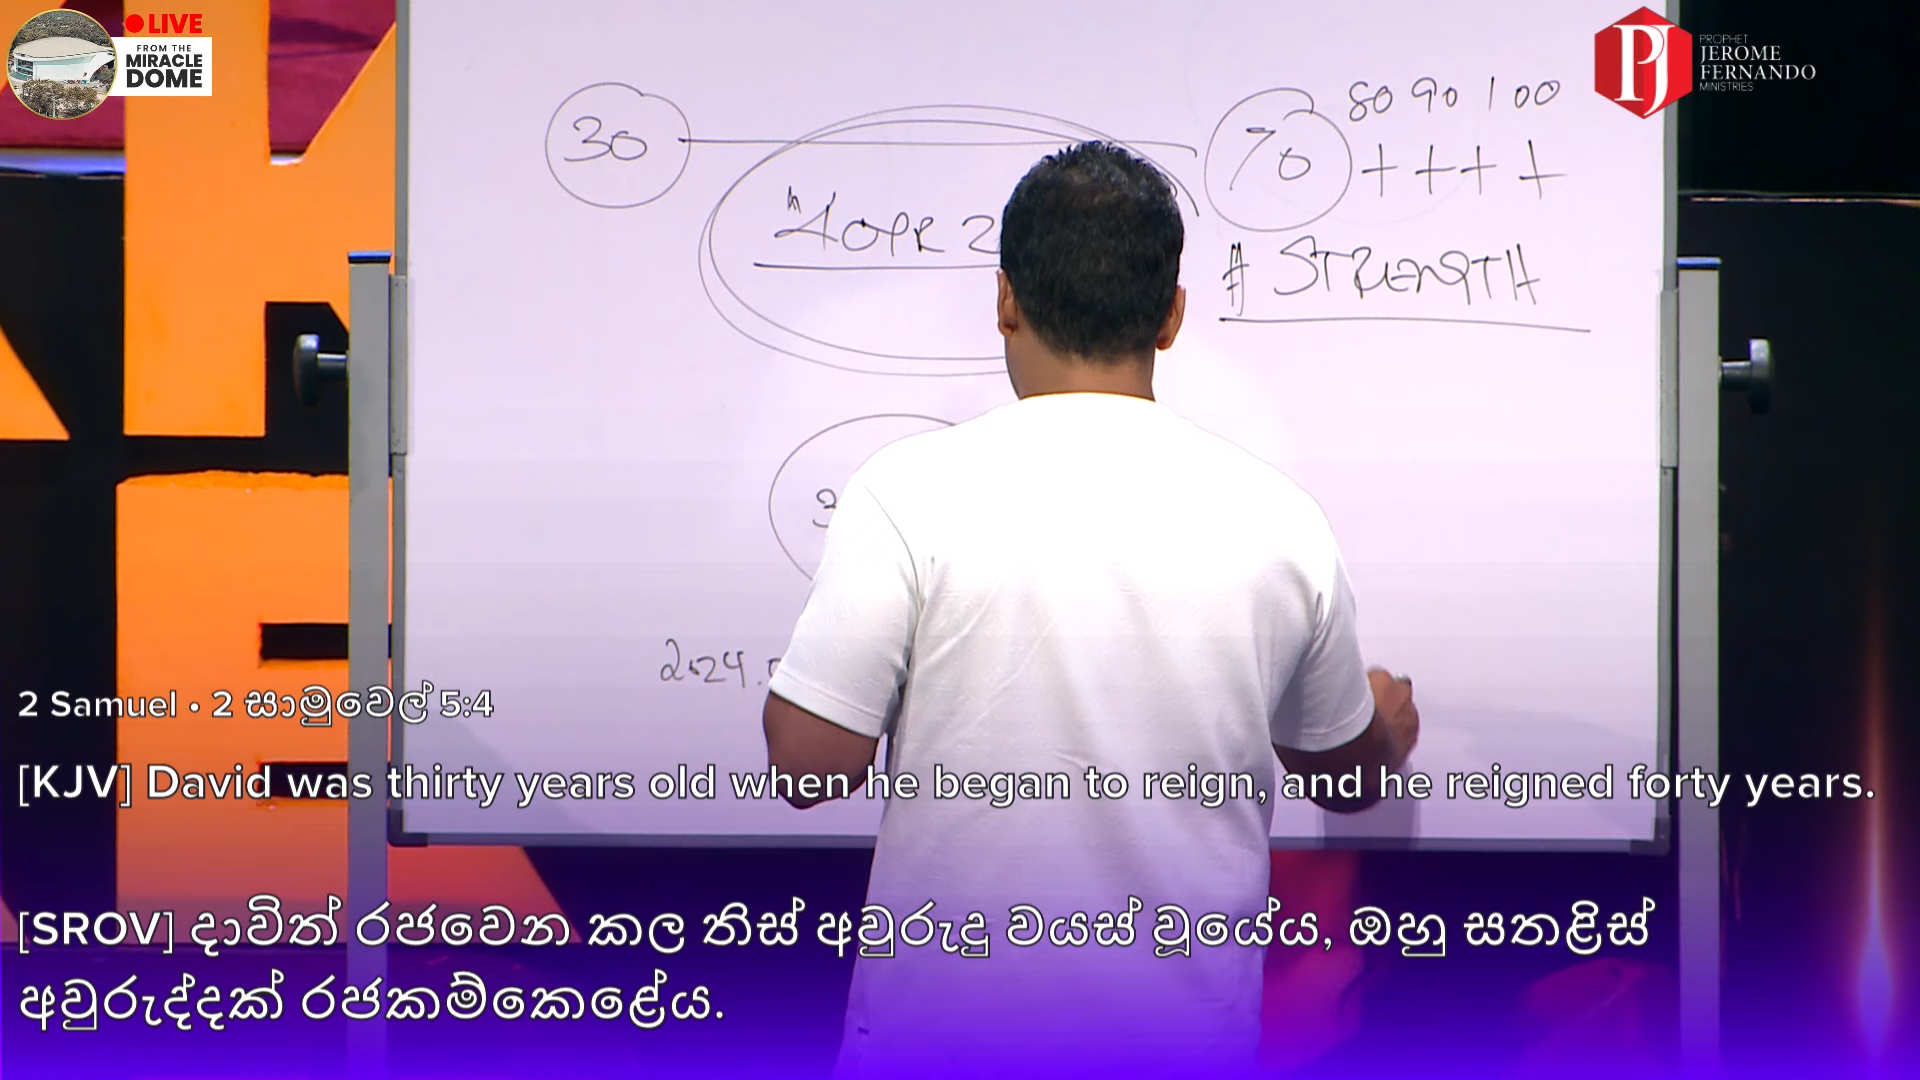 LIVE
FROM THE
MIRACLE
DOME
PJ
PROPHET
JEROME
FERNANDO
MINISTRIES
80 90 100
30
70 + + + +
# STRENGTH
2 Samuel • 2 සාමුවෙල් 5:4
[KJV] David was thirty years old when he began to reign, and he reigned forty years.
[SROV] දාවිත් රජවෙන කල තිස් අවුරුදු වයස් වූයේය, ඔහු සතළිස්
අවුරුද්දක් රජකම්කෙළේය.